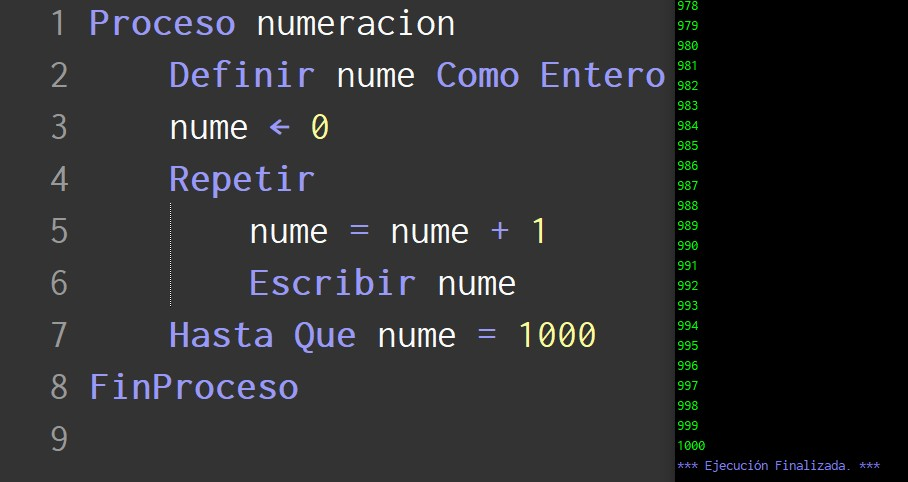 1 Proceso numeracion
2 Definir nume Como Entero
3 nume ← 0
4 Repetir
5 nume = nume + 1
6 Escribir nume
7 Hasta Que nume = 1000
8 FinProceso
9
978
979
980
981
982
983
984
985
986
987
988
989
990
991
992
993
994
995
996
997
998
999
1000
*** Ejecución Finalizada. ***